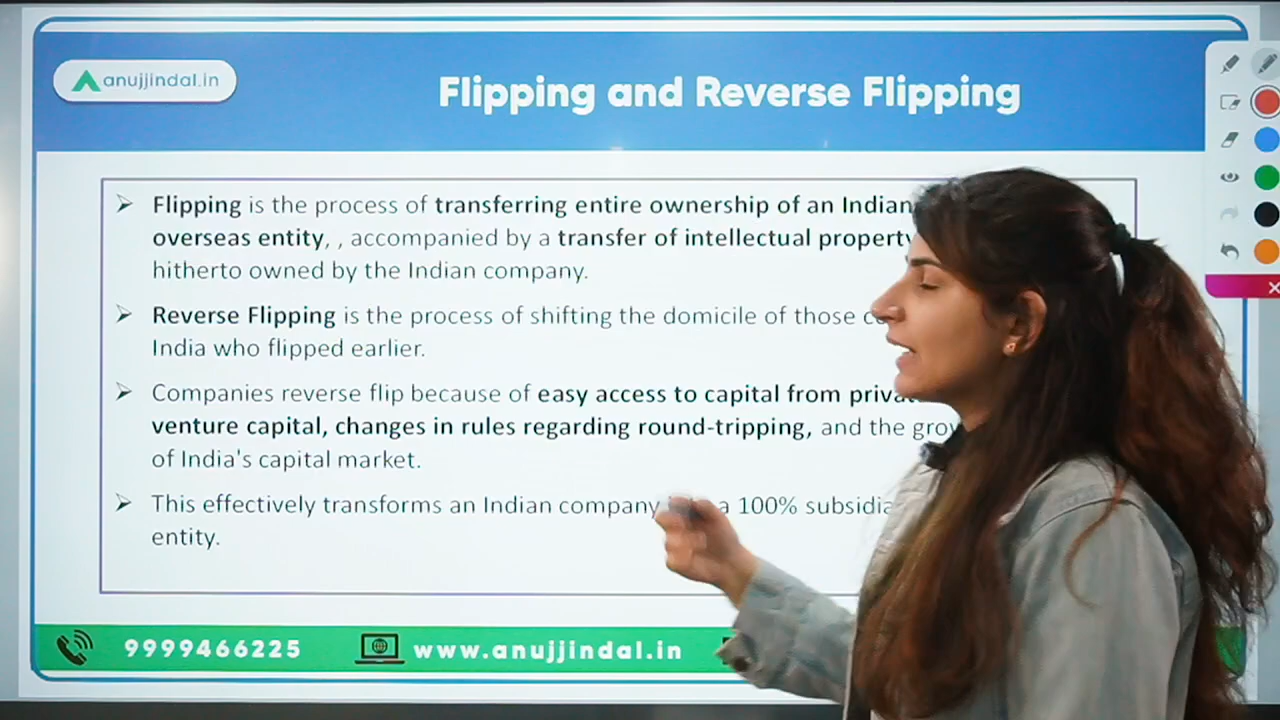 anujjindal.in
Flipping and Reverse Flipping
➢ Flipping is the process of transferring entire ownership of an Indian
overseas entity, , accompanied by a transfer of intellectual property
hitherto owned by the Indian company.
➢ Reverse Flipping is the process of shifting the domicile of those
India who flipped earlier.
➢ Companies reverse flip because of easy access to capital from
venture capital, changes in rules regarding round-tripping, and the
of India's capital market.
➢ This effectively transforms an Indian company a 100%
entity.
9999466225 www.anujjindal.in